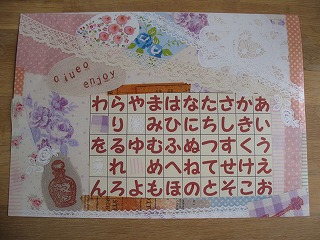 aiueo
enjoy
わらやまはなたさかあ
り みひにちしきい
をるゆむふぬつすくう
れ めへねてせけえ
んろよもほのとそこお